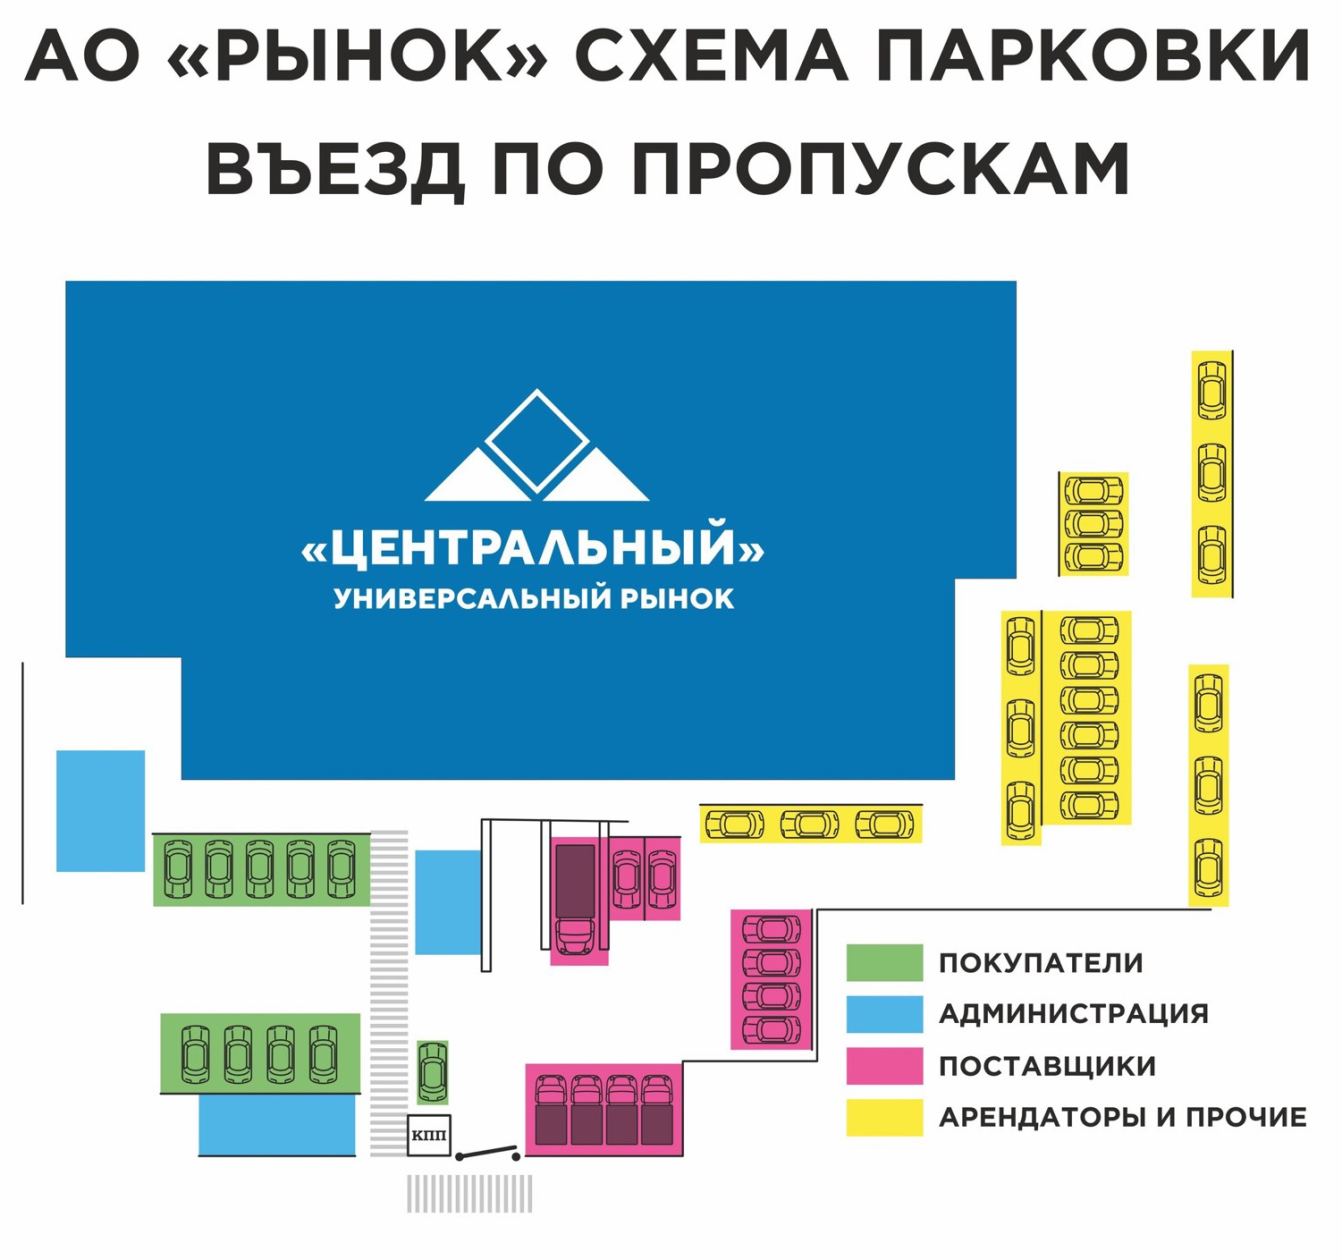 АО «РЫНОК» СХЕМА ПАРКОВКИ
ВЪЕЗД ПО ПРОПУСКАМ
«ЦЕНТРАЛЬНЫЙ»
УНИВЕРСАЛЬНЫЙ РЫНОК
ПОКУПАТЕЛИ
АДМИНИСТРАЦИЯ
ПОСТАВЩИКИ
АРЕНДАТОРЫ И ПРОЧИЕ
КПП